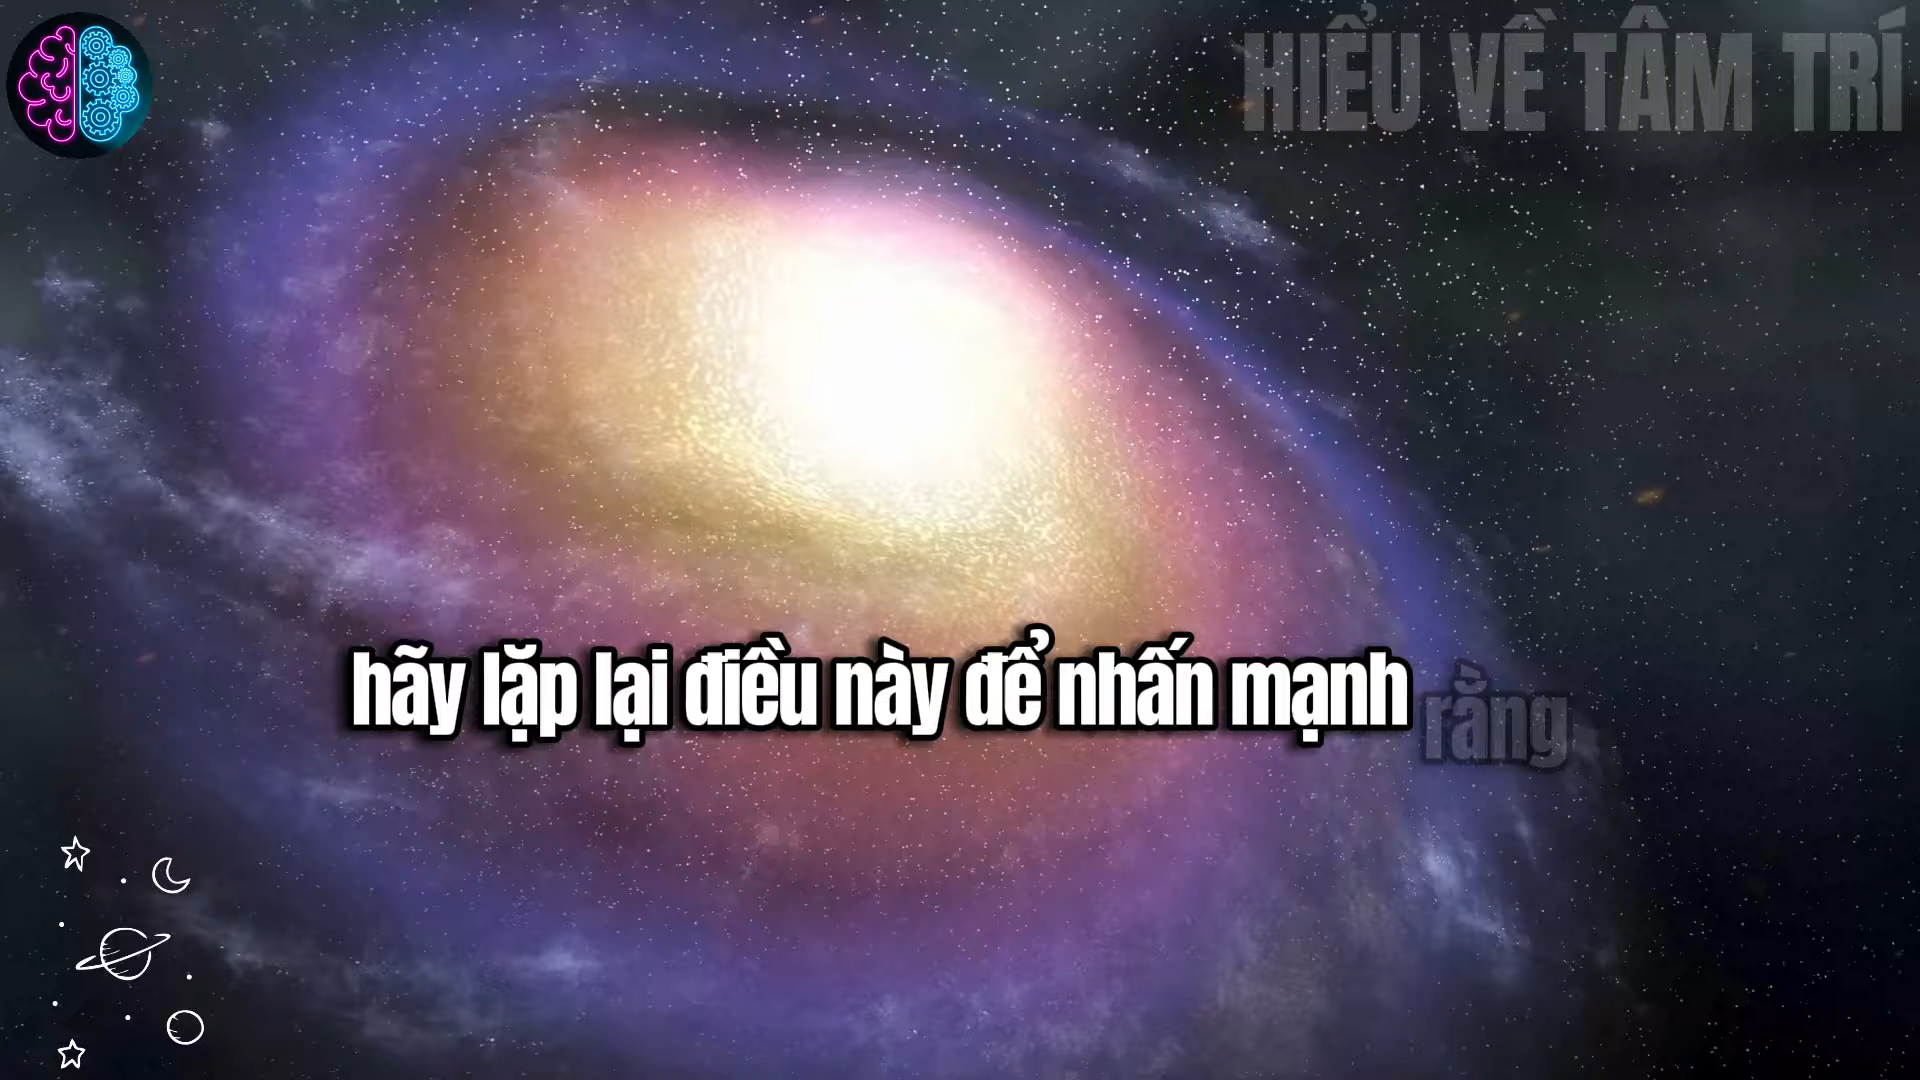 HIỂU VỀ TÂM TRÍ
hãy lặp lại điều này để nhấn mạnh rằng